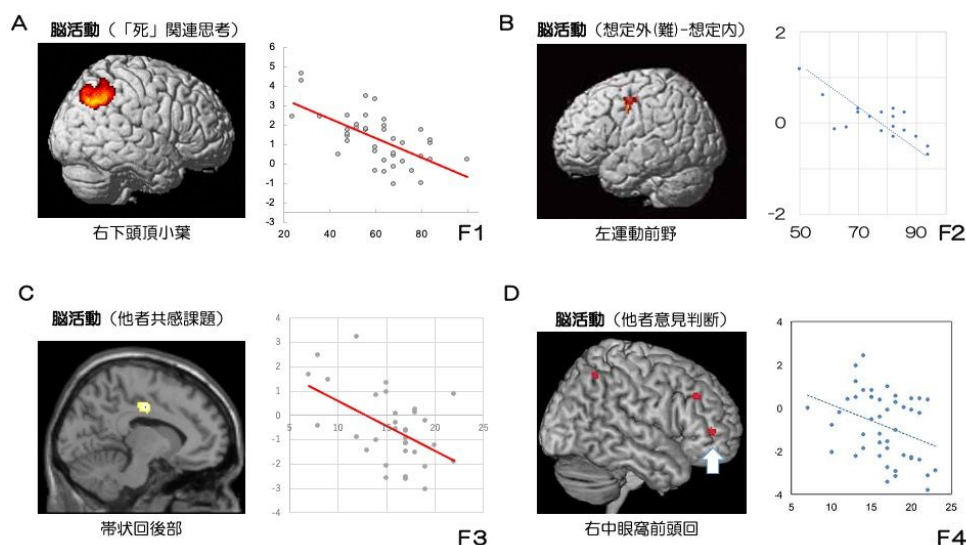 A
脳活動(「死」関連思考)
6
5
4
3
2
1
0
-1
-2
-3
20 40 60 80 100
右下頭頂小葉
F1
B
脳活動(想定外(難)-想定内)
2
0
-2
50 70 90
左運動前野
F2
C
脳活動(他者共感課題)
4
3
2
1
0
-1
-2
-3
-4
5 10 15 20 25
帯状回後部
F3
D
脳活動(他者意見判断)
4
2
0
-2
-4
5 10 15 20 25
右中眼窩前頭回
F4